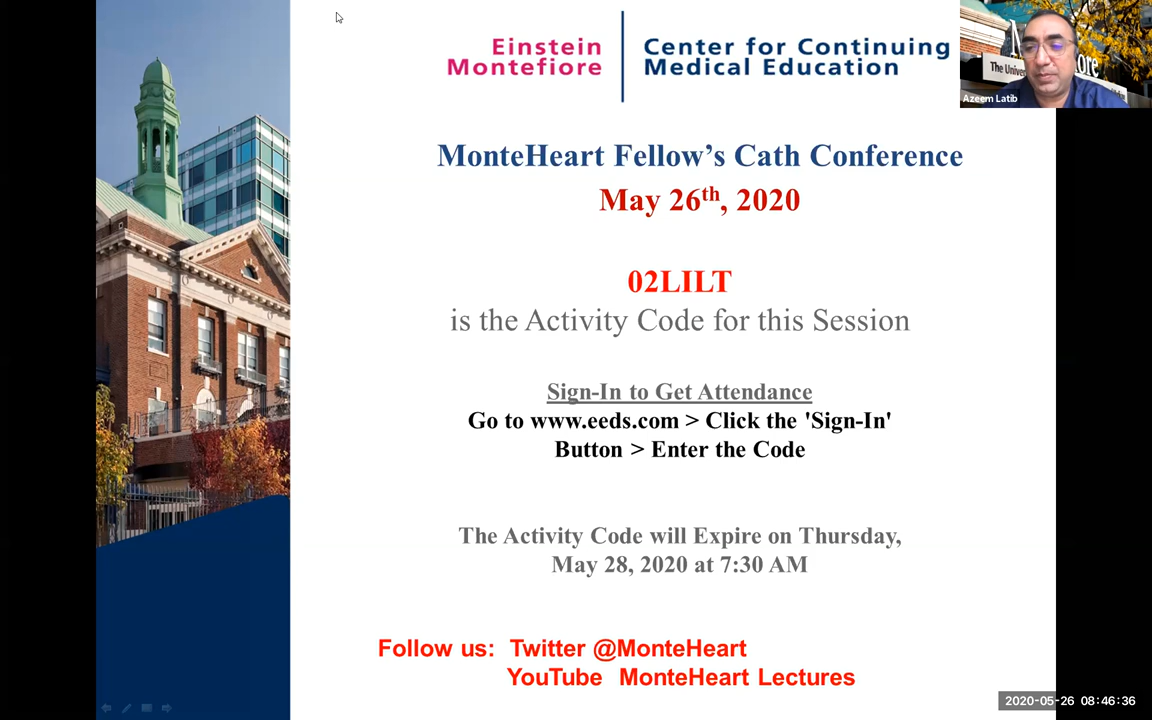 Einstein
Montefiore
Center for Continuing
Medical Education
The Univer
ore
Azeem Latib
MonteHeart Fellow's Cath Conference
May 26th, 2020
02LILT
is the Activity Code for this Session
Sign-In to Get Attendance
Go to www.eeds.com > Click the 'Sign-In'
Button > Enter the Code
The Activity Code will Expire on Thursday,
May 28, 2020 at 7:30 AM
Follow us: Twitter @MonteHeart
YouTube MonteHeart Lectures
2020-05-26 08:46:36